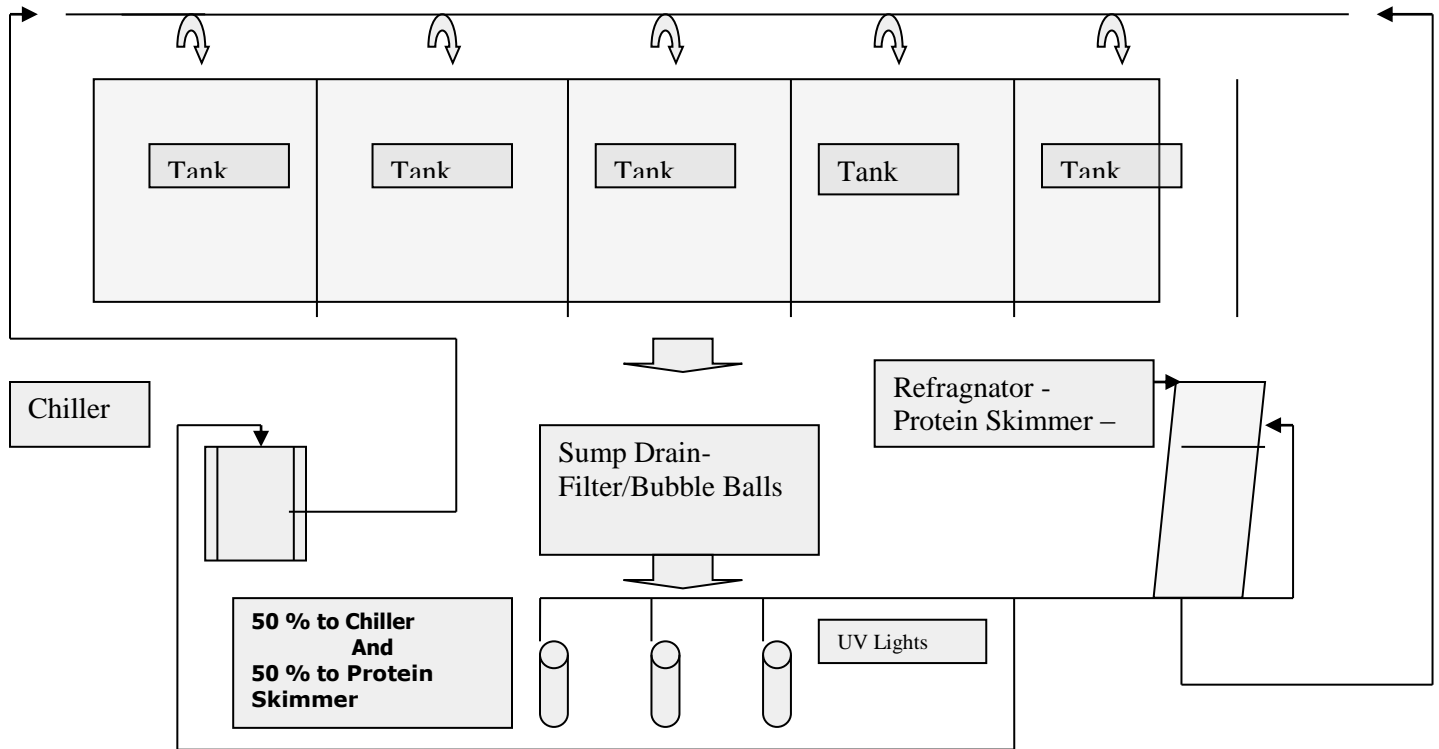 Tank
Tank
Tank
Tank
Tank
Chiller
Refragnator -
Protein Skimmer –
Sump Drain-
Filter/Bubble Balls
50 % to Chiller
And
50 % to Protein
Skimmer
UV Lights